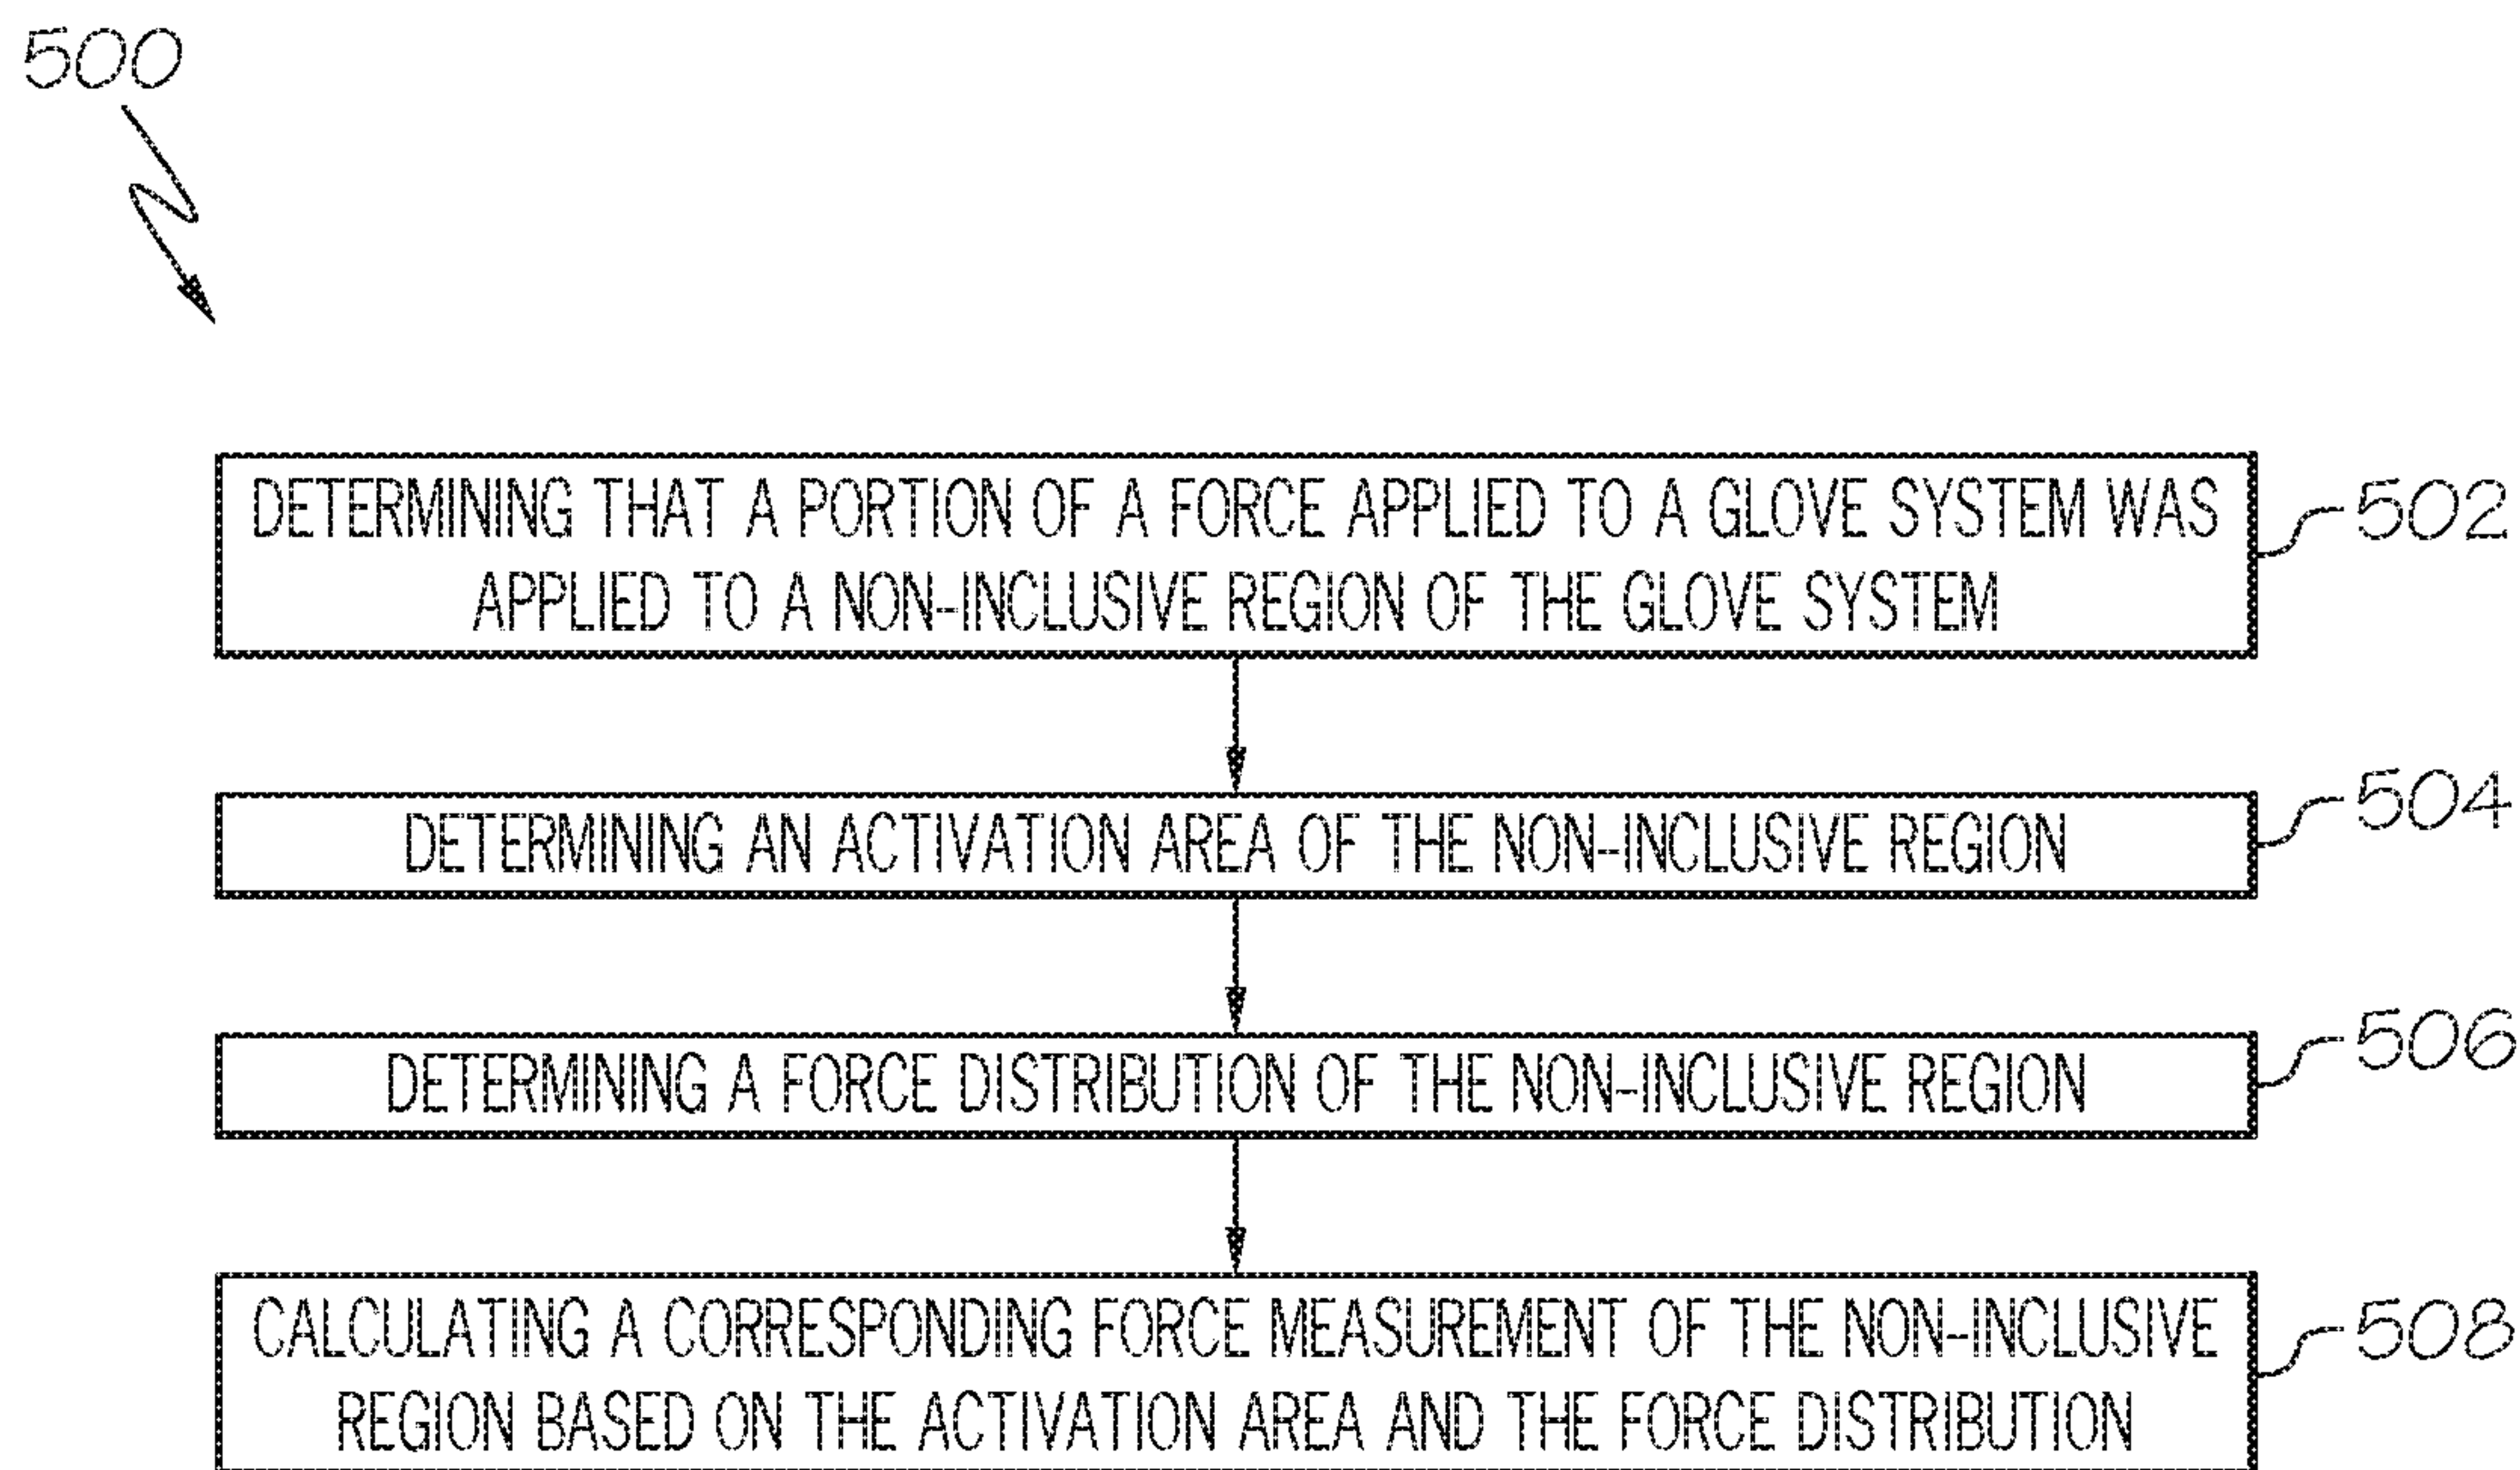 500
DETERMINING THAT A PORTION OF A FORCE APPLIED TO A GLOVE SYSTEM WAS
APPLIED TO A NON-INCLUSIVE REGION OF THE GLOVE SYSTEM
502
DETERMINING AN ACTIVATION AREA OF THE NON-INCLUSIVE REGION
504
DETERMINING A FORCE DISTRIBUTION OF THE NON-INCLUSIVE REGION
506
CALCULATING A CORRESPONDING FORCE MEASUREMENT OF THE NON-INCLUSIVE
REGION BASED ON THE ACTIVATION AREA AND THE FORCE DISTRIBUTION
508